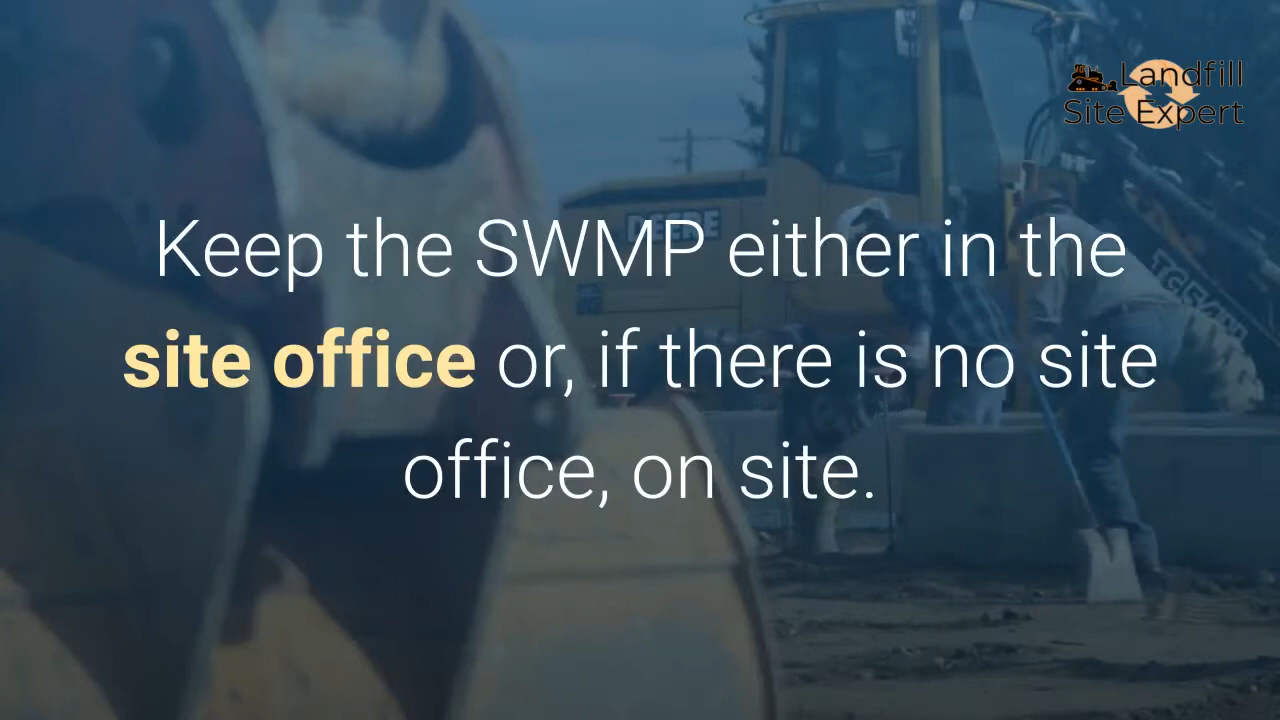 Landfill
Site Expert
Keep the SWMP either in the
site office or, if there is no site
office, on site.
DEERE